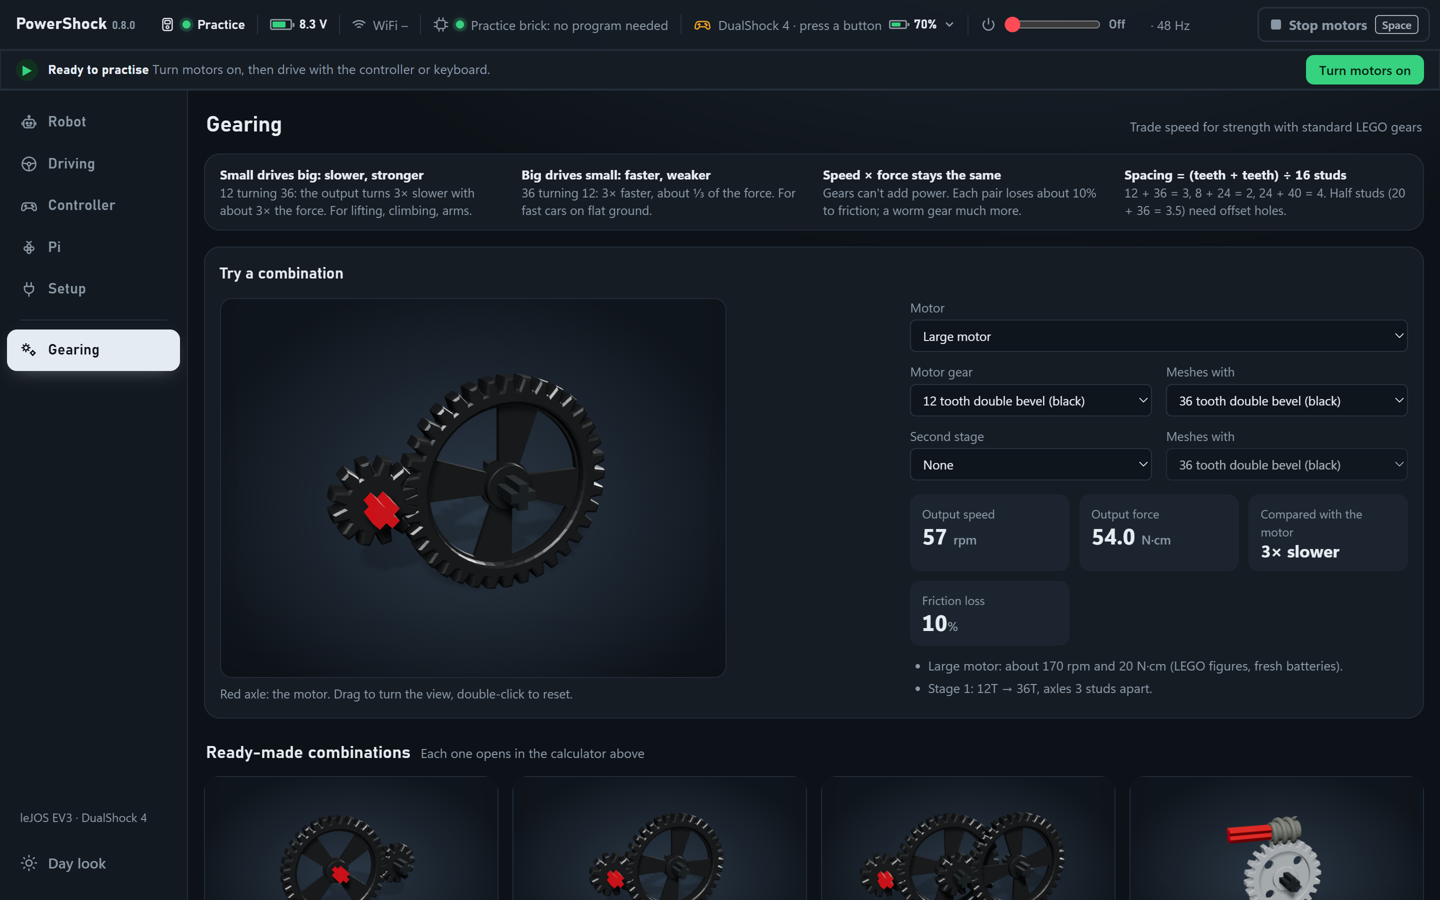 PowerShock 0.8.0
Practice
8.3 V
WiFi –
Practice brick: no program needed
DualShock 4 · press a button
70%
Off
· 48 Hz
Stop motors
Space
Ready to practise Turn motors on, then drive with the controller or keyboard.
Turn motors on
Robot
Driving
Controller
Pi
Setup
Gearing
leJOS EV3 · DualShock 4
Day look
Gearing
Trade speed for strength with standard LEGO gears
Small drives big: slower, stronger
12 turning 36: the output turns 3× slower with
about 3× the force. For lifting, climbing, arms.
Big drives small: faster, weaker
36 turning 12: 3× faster, about ⅓ of the force. For
fast cars on flat ground.
Speed × force stays the same
Gears can't add power. Each pair loses about 10%
to friction; a worm gear much more.
Spacing = (teeth + teeth) ÷ 16 studs
12 + 36 = 3, 8 + 24 = 2, 24 + 40 = 4. Half studs (20
+ 36 = 3.5) need offset holes.
Try a combination
Red axle: the motor. Drag to turn the view, double-click to reset.
Motor
Large motor
Motor gear
12 tooth double bevel (black)
Meshes with
36 tooth double bevel (black)
Second stage
None
Meshes with
36 tooth double bevel (black)
Output speed
57 rpm
Output force
54.0 N·cm
Compared with the
motor
3× slower
Friction loss
10%
• Large motor: about 170 rpm and 20 N·cm (LEGO figures, fresh batteries).
• Stage 1: 12T → 36T, axles 3 studs apart.
Ready-made combinations Each one opens in the calculator above